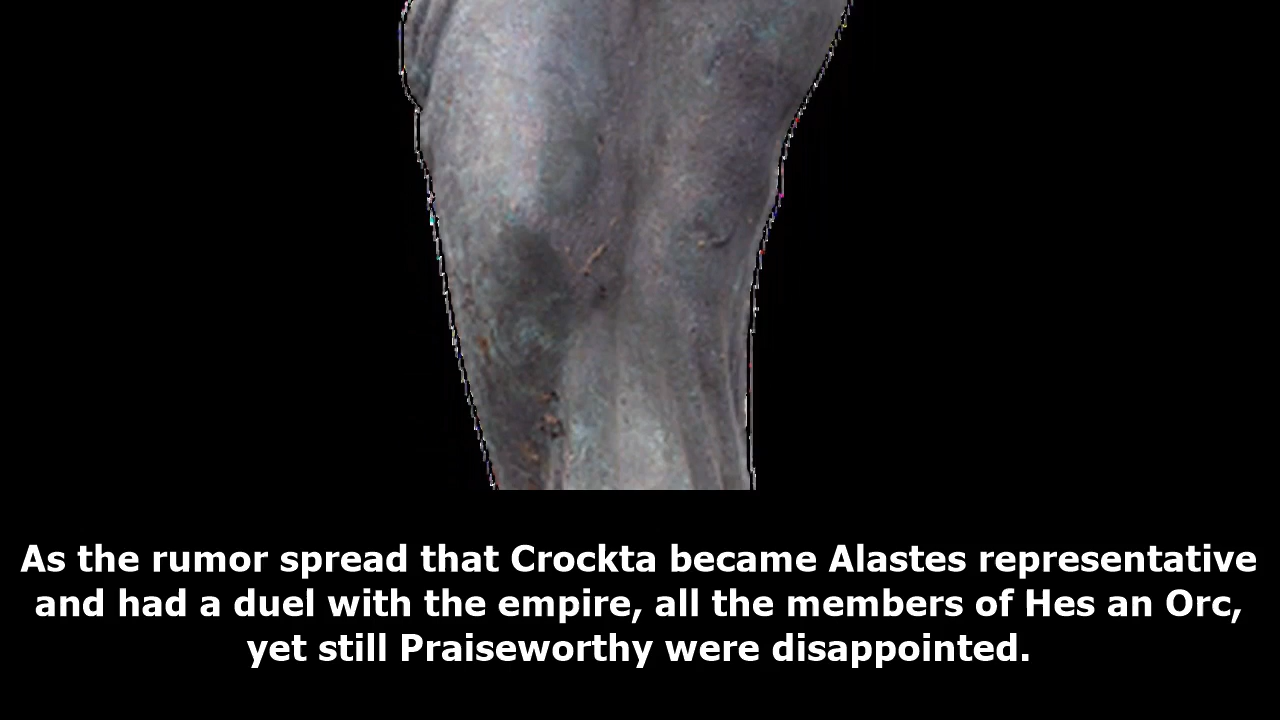 As the rumor spread that Crockta became Alastes representative
and had a duel with the empire, all the members of Hes an Orc,
yet still Praiseworthy were disappointed.